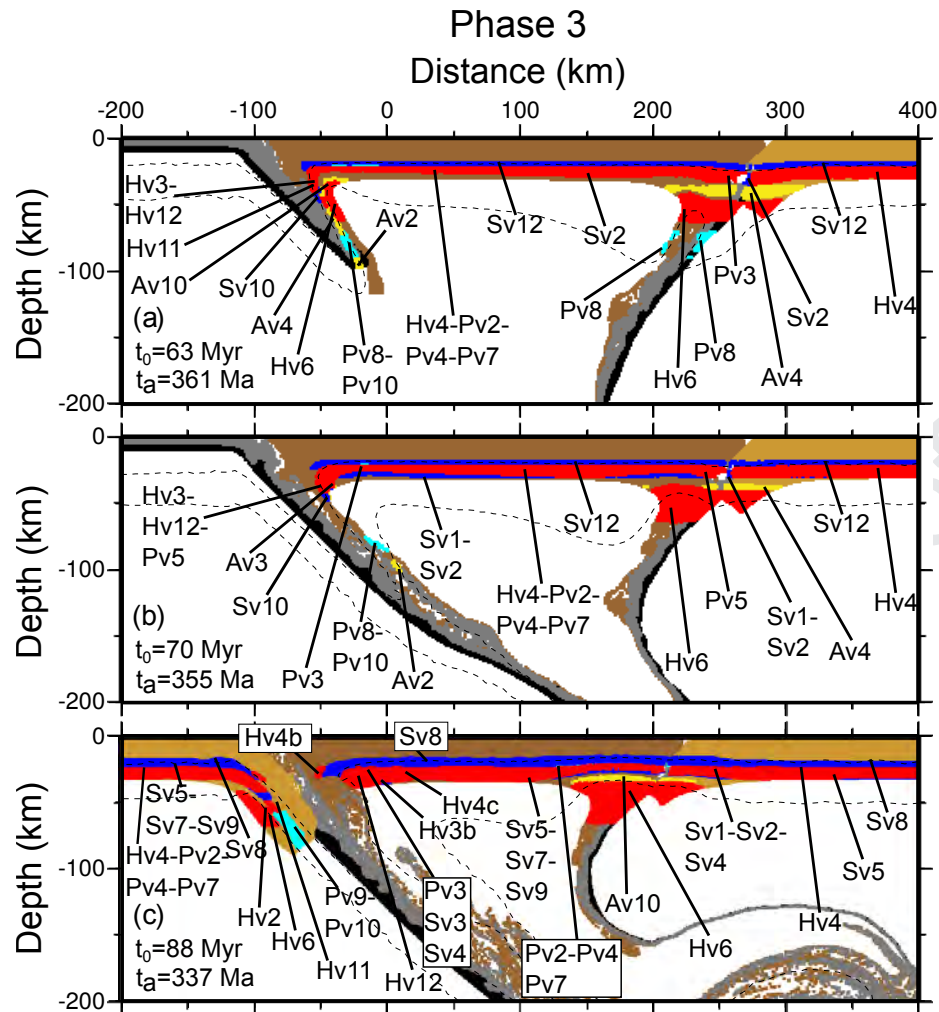 Phase 3
Distance (km)
-200 -100 0 100 200 300 400
0
-100
-200
Depth (km)
Hv3-
Hv12
Hv11
Av10
Sv10
Av4
Hv6
Pv8-
Pv10
Av2
Hv4-Pv2-
Pv4-Pv7
Sv12
Sv2
Pv8
Hv6
Pv8
Pv3
Av4
Sv2
Sv12
Hv4
(a)
t0=63 Myr
ta=361 Ma
0
-100
-200
Depth (km)
Hv3-
Hv12-
Pv5
Av3
Sv10
Pv3
Pv8-
Pv10
Av2
Sv1-
Sv2
Hv4-Pv2-
Pv4-Pv7
Sv12
Hv6
Pv5
Sv1-
Sv2
Av4
Sv12
Hv4
(b)
t0=70 Myr
ta=355 Ma
0
-100
-200
Depth (km)
Hv4b
Sv8
Sv5-
Sv7-Sv9
Hv4-Pv2-
Pv4-Pv7
Sv8
Hv2
Hv6
Hv11
Pv9-
Pv10
Hv12
Pv3
Sv3
Sv4
Hv3b
Hv4c
Sv5-
Sv7-
Sv9
Pv2-Pv4
Pv7
Av10
Hv6
Sv1-Sv2-
Sv4
Hv4
Sv5
Sv8
(c)
t0=88 Myr
ta=337 Ma